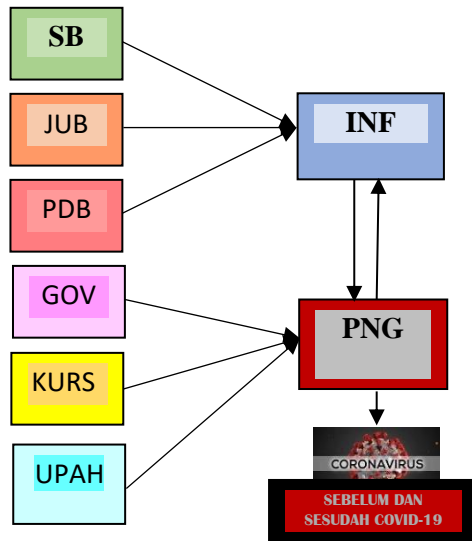 SB
JUB
PDB
GOV
KURS
UPAH
INF
PNG
CORONAVIRUS
SEBELUM DAN
SESUDAH COVID-19